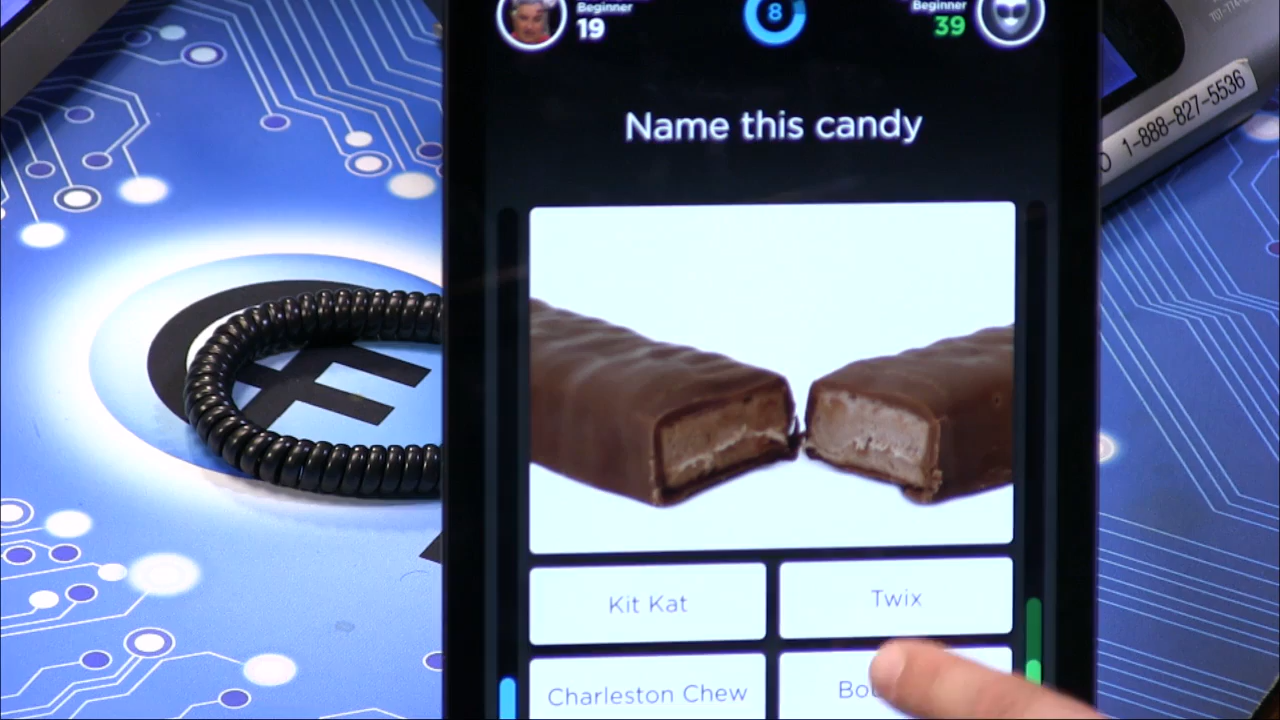 Beginner
19
8
Beginner
39
Name this candy
Kit Kat
Twix
Charleston Chew
1-888-827-5536